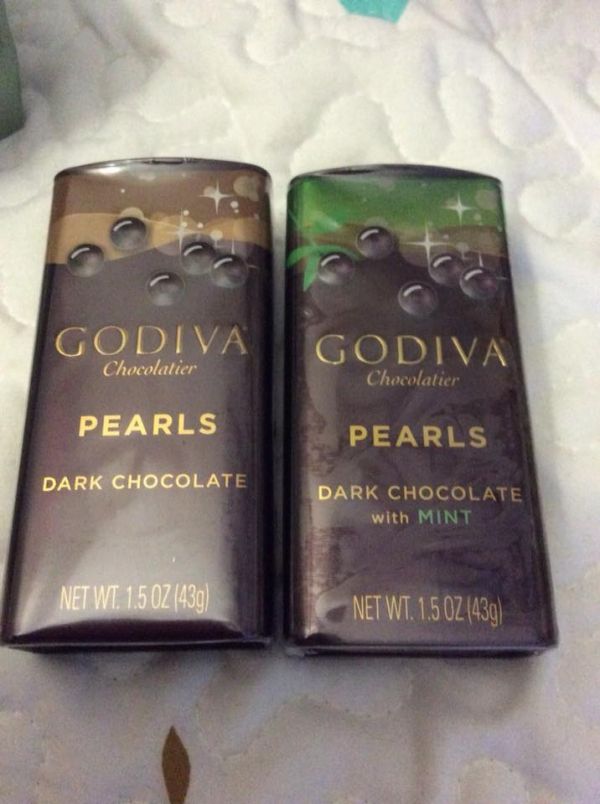 GODIVA
Chocolatier
PEARLS
DARK CHOCOLATE
NET WT. 1.5 OZ (43g)
GODIVA
Chocolatier
PEARLS
DARK CHOCOLATE
with MINT
NET WT. 1.5 OZ (43g)